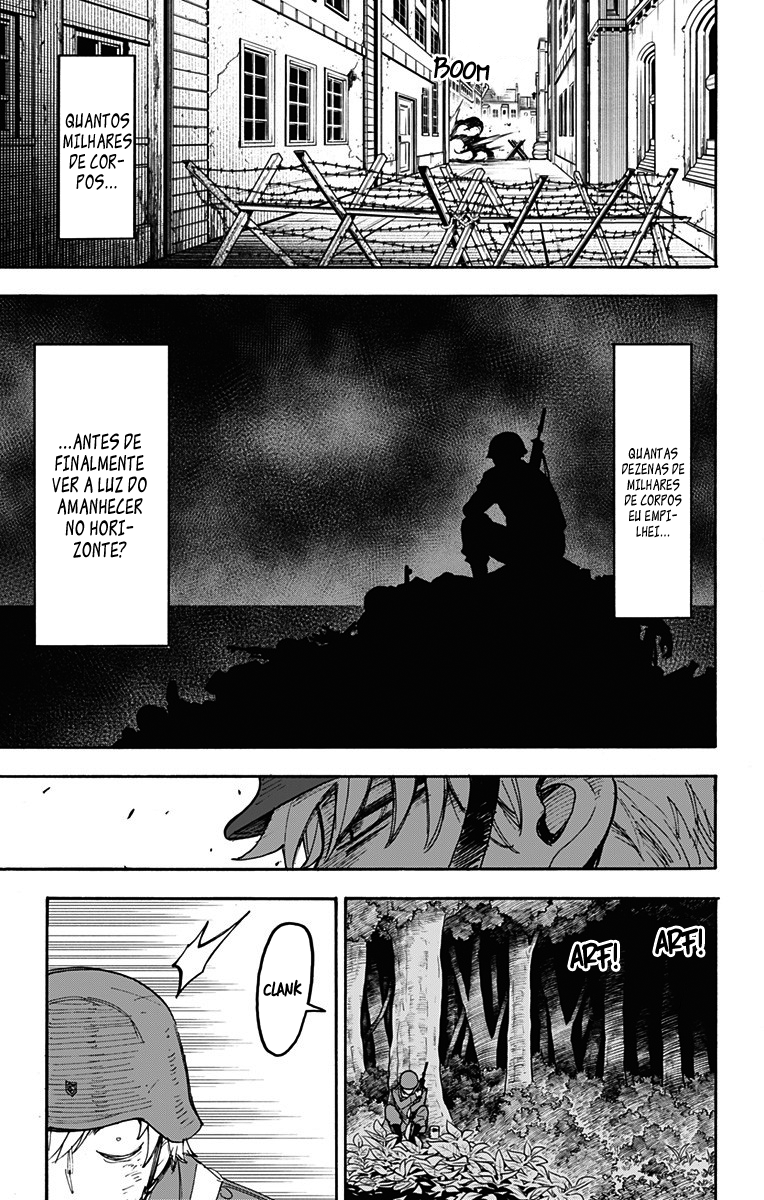 BOOM
QUANTOS
MILHARES
DE COR-
POS...
QUANTAS
DEZENAS DE
MILHARES
DE CORPOS
EU EMPI-
LHEI...
...ANTES DE
FINALMENTE
VER A LUZ DO
AMANHECER
NO HORI-
ZONTE?
ARF!
ARF!
CLANK